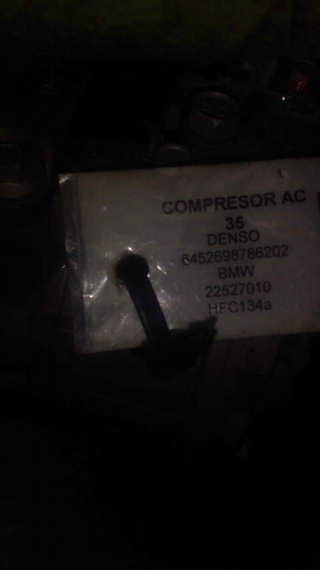 COMPRESOR AC
35
DENSO
6452698786202
BMW
22527010
HFC134a